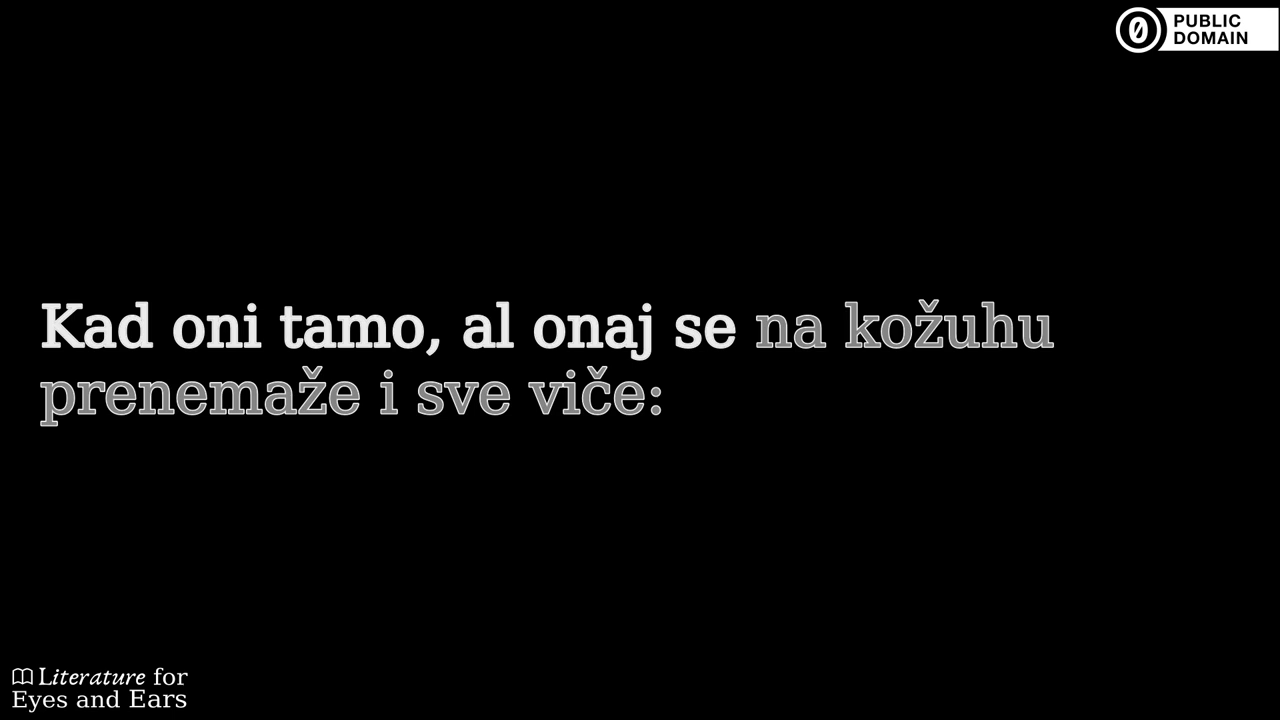 PUBLIC
DOMAIN
Kad oni tamo, al onaj se na kožuhu
prenemaže i sve viče:
Literature for
Eyes and Ears